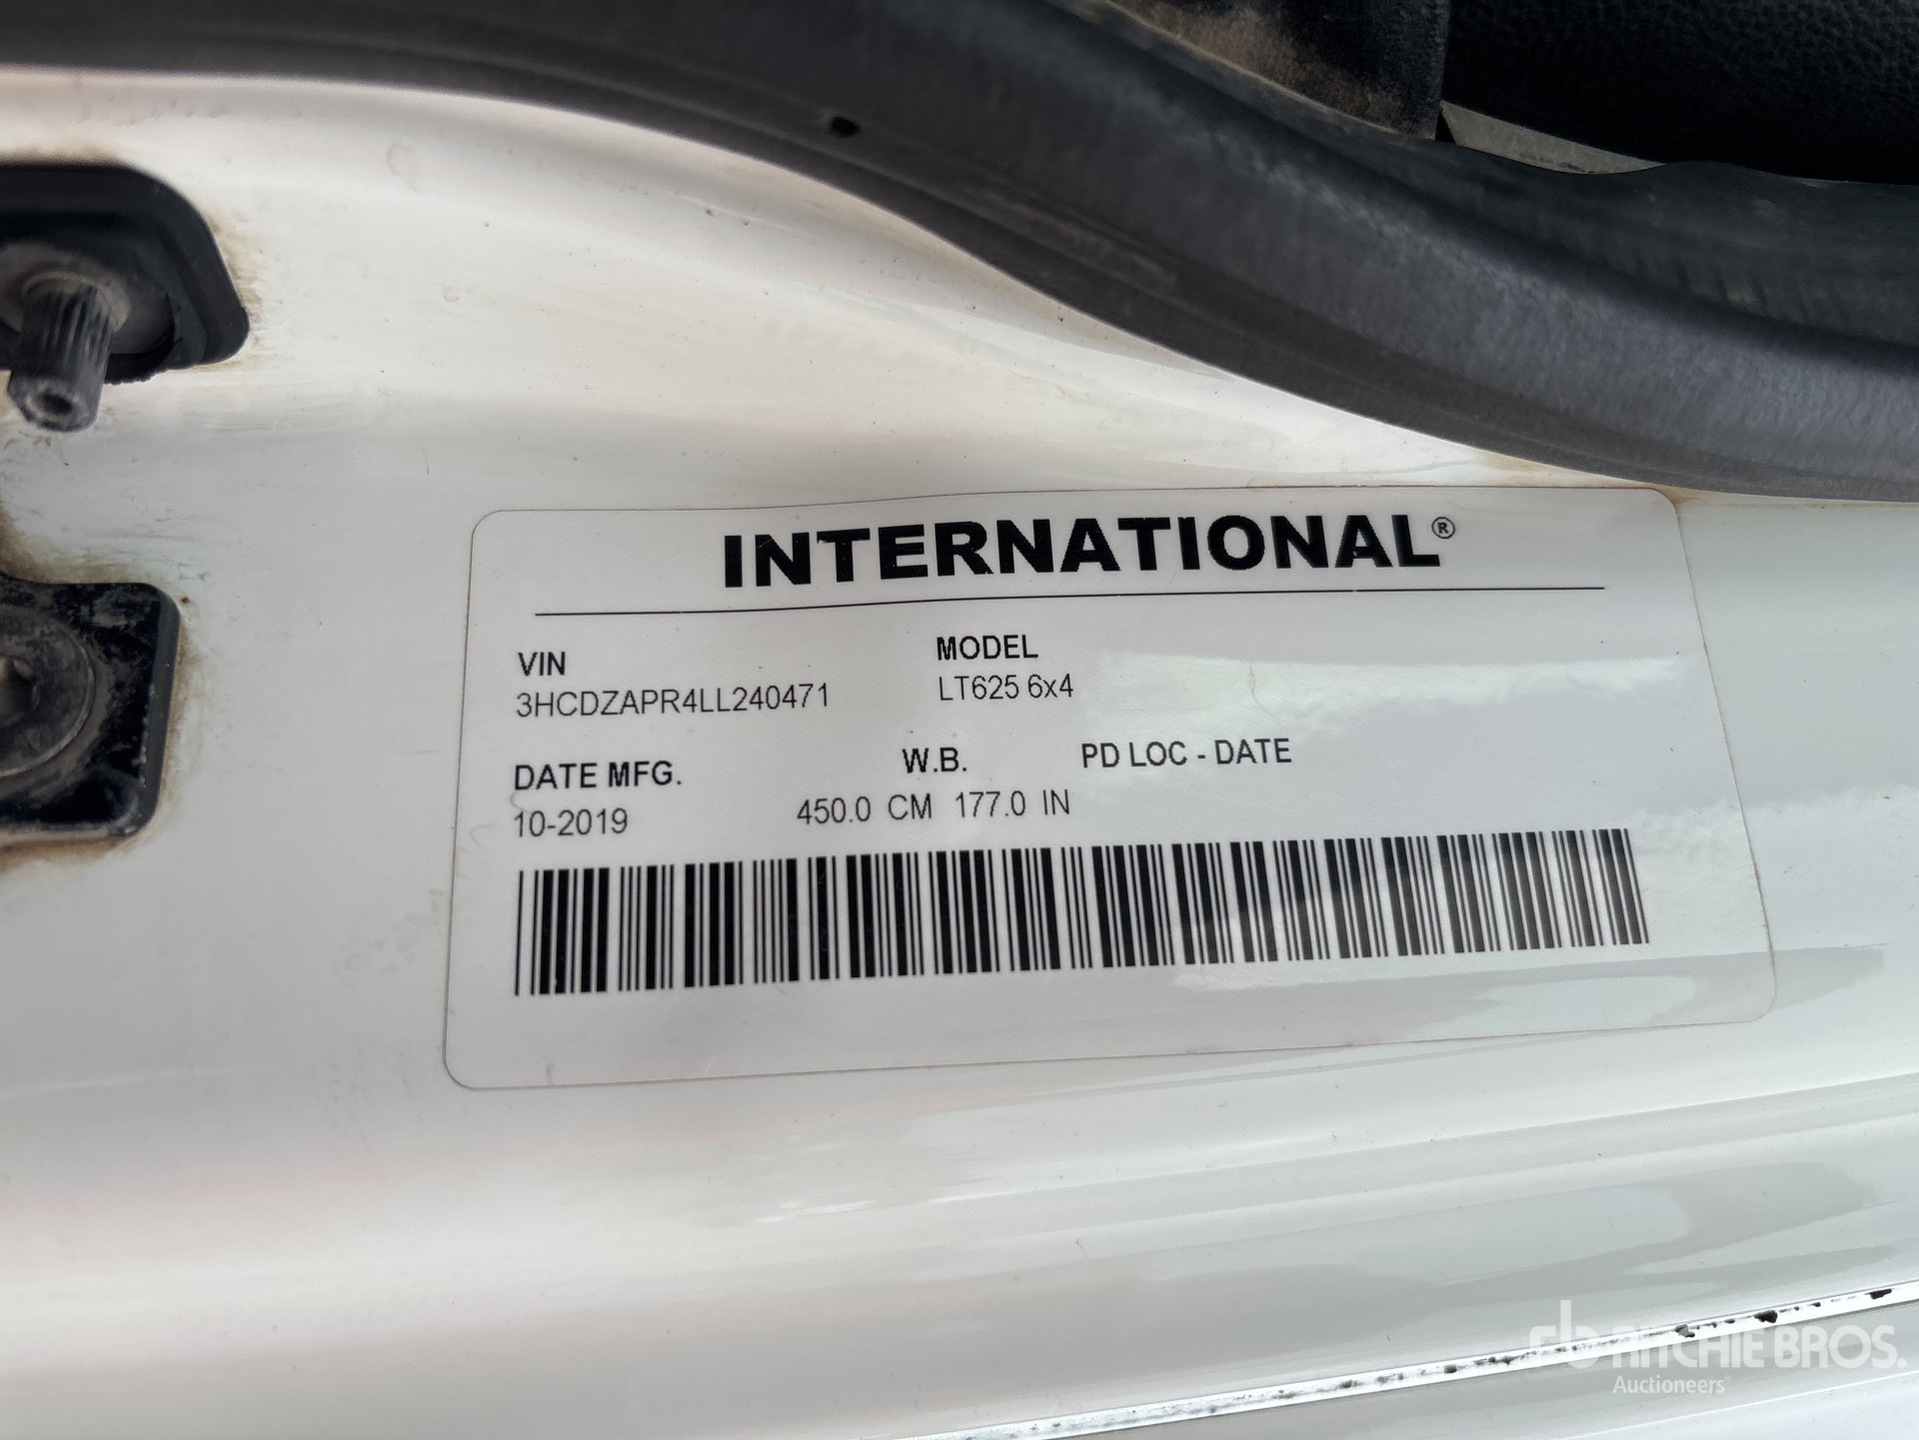 INTERNATIONAL®
VIN MODEL
3HCDZAPR4LL240471 LT625 6x4
DATE MFG. W.B. PD LOC - DATE
10-2019 450.0 CM 177.0 IN
rb RITCHIE BROS.
Auctioneers